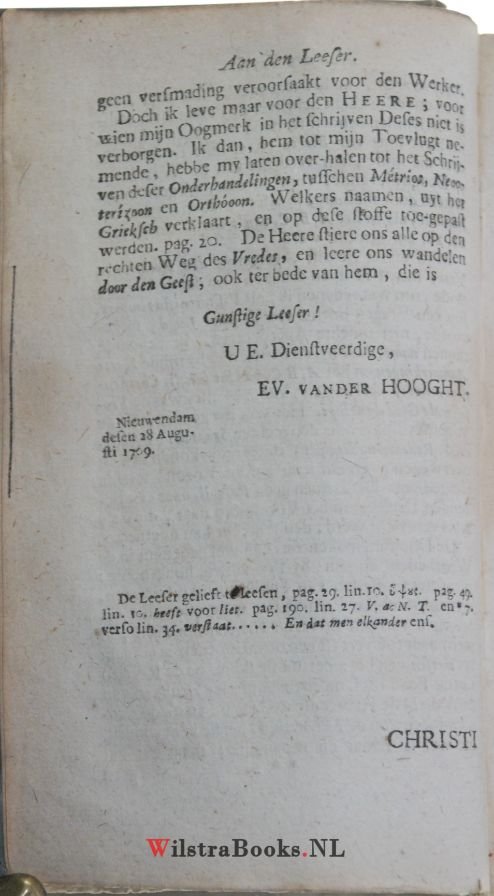 Aan den Leeſer.
geen verſmading veroorſaakt voor den Werker.
Doch ik leve maar voor den HEERE; voor
wien mijn Oogmerk in het ſchrijven Deſes niet is
verborgen. Ik dan, hem tot mijn Toevlugt ne-
mende, hebbe my laten over-halen tot het Schrij-
ven deſer Onderhandelingen, tuſſchen Métrios, Neoo-
terizoon en Orthôoon. Welkers naamen, uyt het
Griekſch verklaart, en op deſe ſtoffe toe-gepaſt
werden. pag. 20. De Heere ſtiere ons alle op den
rechten Weg des Vredes, en leere ons wandelen
door den Geeſt; ook ter bede van hem, die is
Gunſtige Leeſer!
U E. Dienſtveerdige,
EV. VANDER HOOGHT.
Nieuwendam
deſen 28 Augu-
ſti 1709.
De Leeſer gelieft te leeſen, pag. 29. lin. 10. pag. 49.
lin. 10. heeft voor liet. pag. 190. lin. 27. V. de N. T. en * 7.
verſo lin. 34. verſtaat...... En dat men elkander ens.
CHRISTI
WilstraBooks.NL